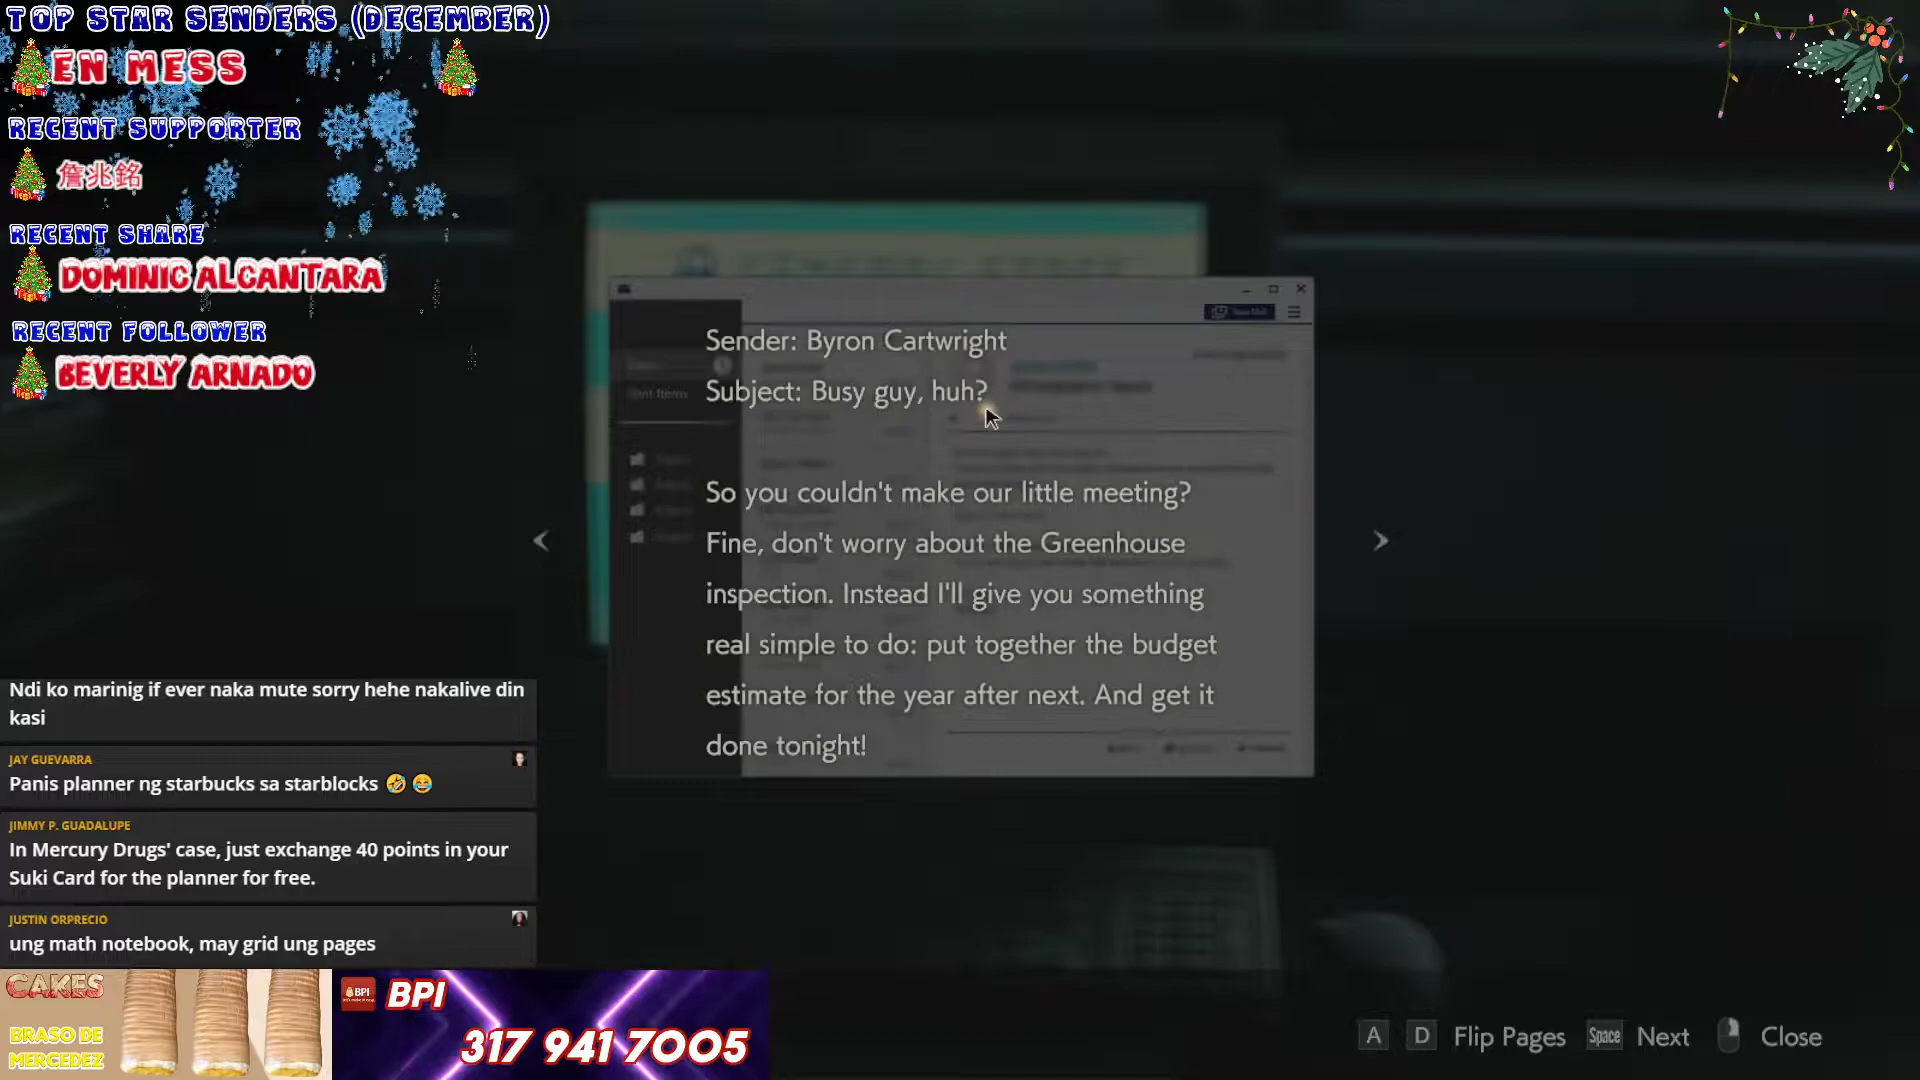 TOP STAR SENDERS (DECEMBER)
EN MESS
RECENT SUPPORTER
詹兆銘
RECENT SHARE
DOMINIC ALCANTARA
RECENT FOLLOWER
BEVERLY ARNADO
Sender: Byron Cartwright
Subject: Busy guy, huh?
So you couldn't make our little meeting?
Fine, don't worry about the Greenhouse
inspection. Instead I'll give you something
real simple to do: put together the budget
estimate for the year after next. And get it
done tonight!
Ndi ko marinig if ever naka mute sorry hehe nakalive din
kasi
JAY GUEVARRA
Panis planner ng starbucks sa starblocks 🤣 😂
JIMMY P. GUADALUPE
In Mercury Drugs' case, just exchange 40 points in your
Suki Card for the planner for free.
JUSTIN ORPRECIO
ung math notebook, may grid ung pages
CAKES
BRASO DE
MERCEDEZ
BPI
BPI
317 941 7005
A D Flip Pages Space Next Close